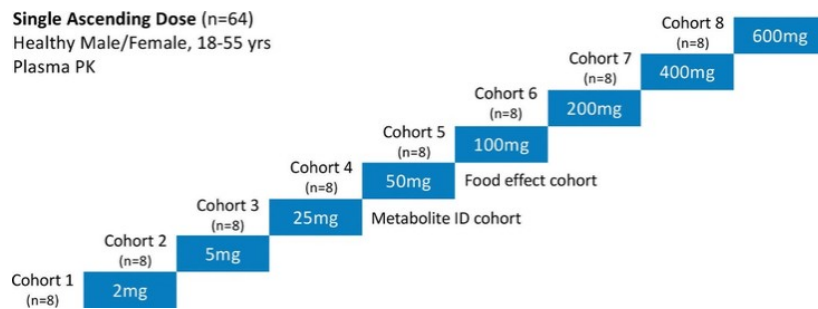 Single Ascending Dose (n=64)
Healthy Male/Female, 18-55 yrs
Plasma PK
Cohort 8
(n=8)
600mg
Cohort 7
(n=8)
400mg
Cohort 6
(n=8)
200mg
Cohort 5
(n=8)
100mg
Cohort 4
(n=8)
50mg
Food effect cohort
Cohort 3
(n=8)
25mg
Metabolite ID cohort
Cohort 2
(n=8)
5mg
Cohort 1
(n=8)
2mg